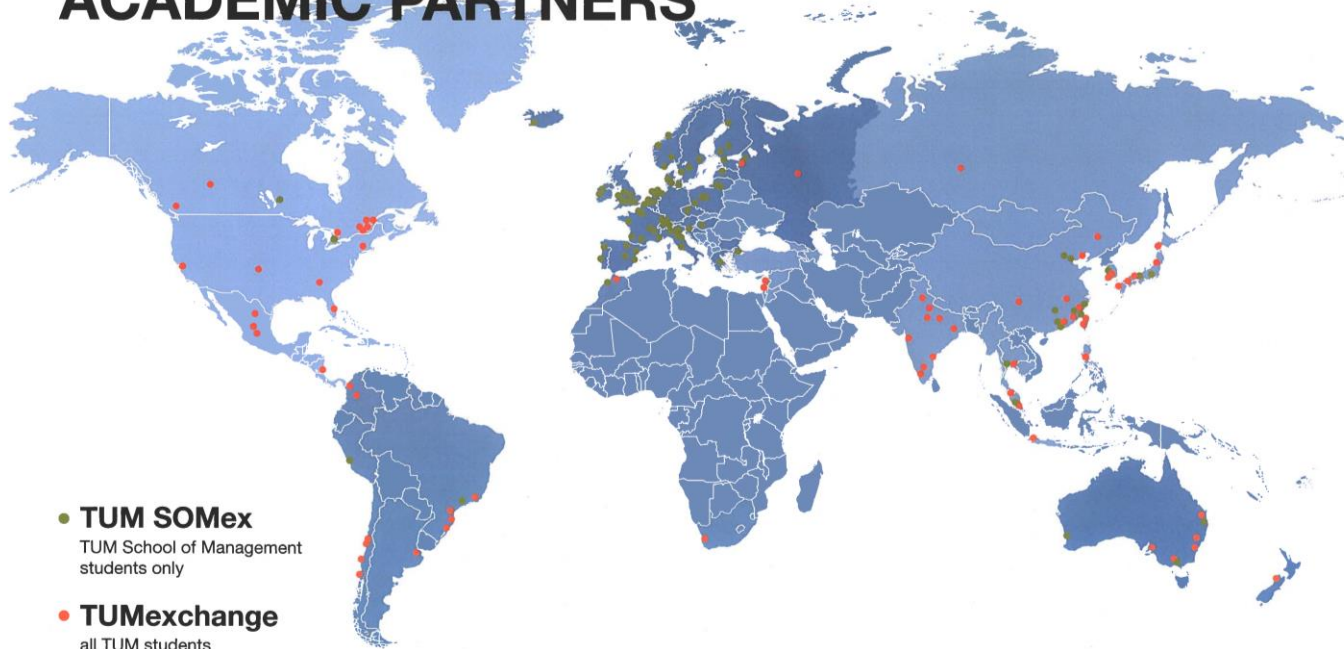 ACADEMIC PARTNERS
TUM SOMex
TUM School of Management
students only
TUMexchange
all TUM students